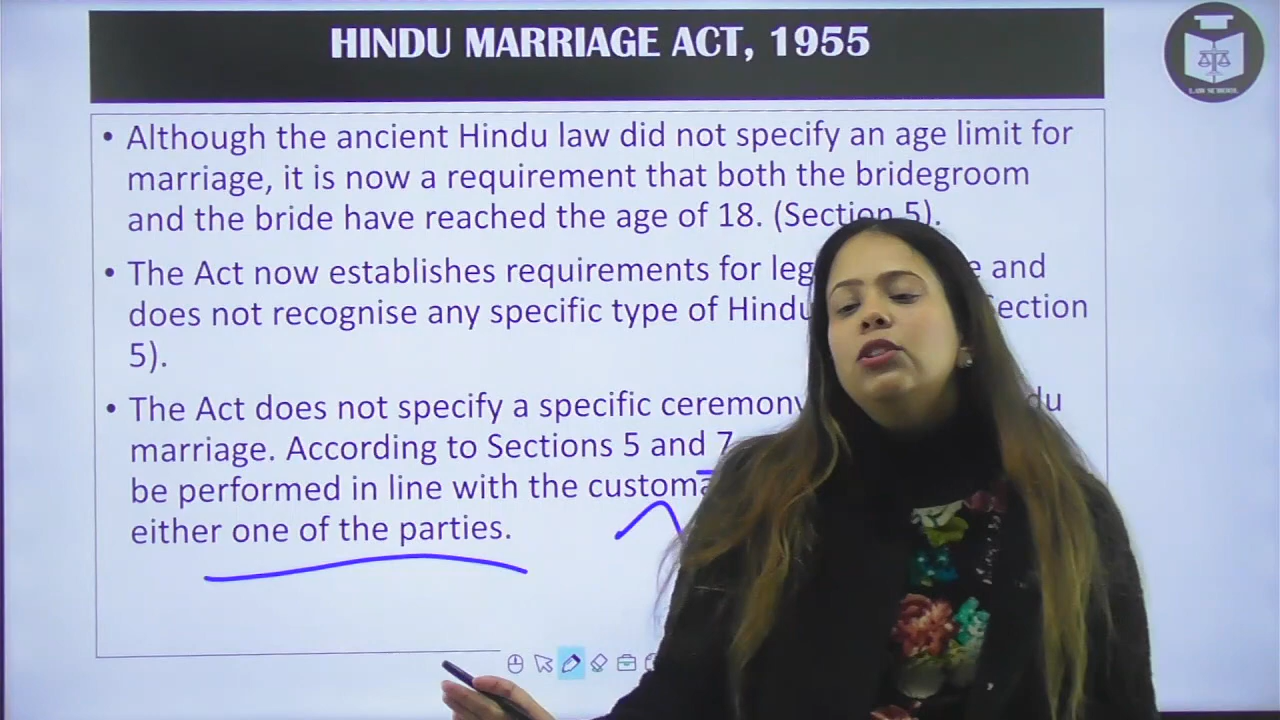 HINDU MARRIAGE ACT, 1955
LAW SCHOOL
• Although the ancient Hindu law did not specify an age limit for
marriage, it is now a requirement that both the bridegroom
and the bride have reached the age of 18. (Section 5).
• The Act now establishes requirements for and
does not recognise any specific type of Hindu
5).
• The Act does not specify a specific ceremony
marriage. According to Sections 5 and 7
be performed in line with the
either one of the parties.